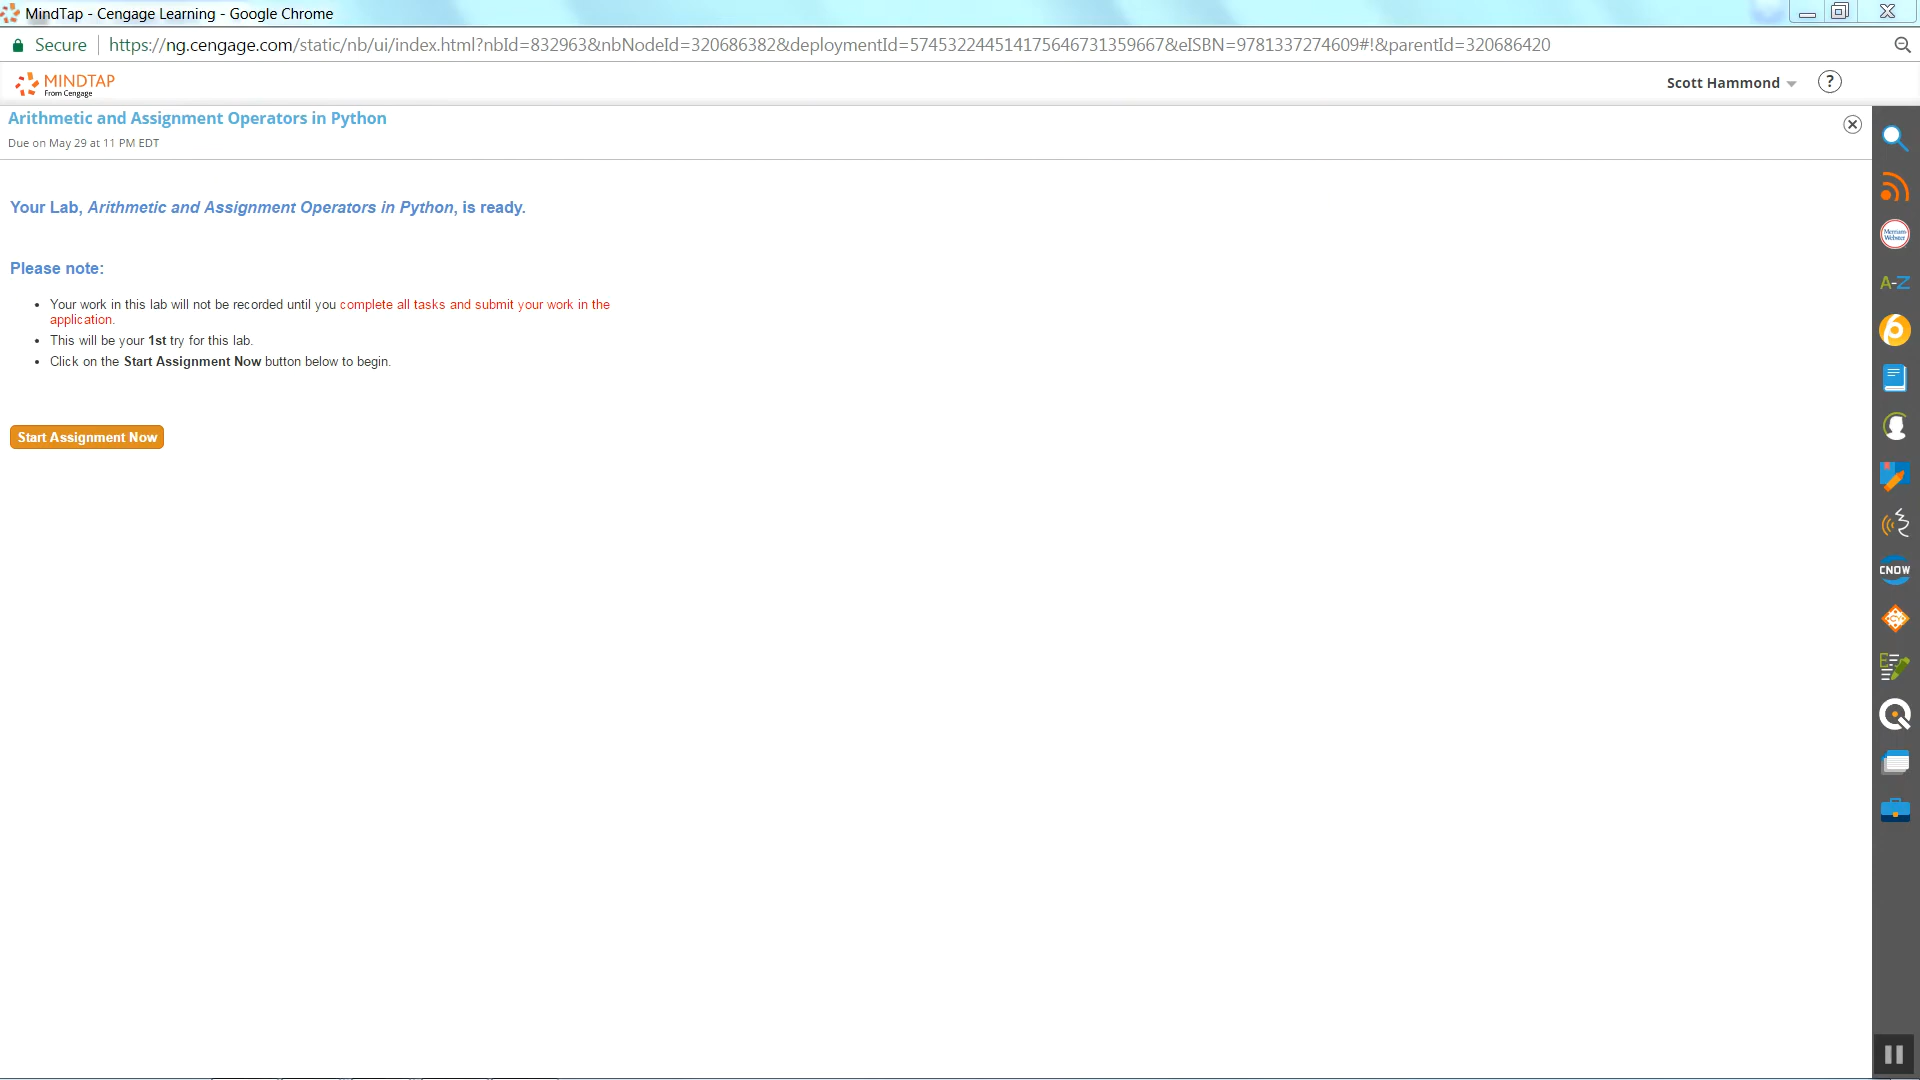 MindTap - Cengage Learning - Google Chrome
Secure | https://ng.cengage.com/static/nb/ui/index.html?nbId=832963&nbNodeId=320686382&deploymentId=574532244514175646731359667&eISBN=9781337274609#!&parentId=320686420
MINDTAP
From Cengage
Scott Hammond ?
Arithmetic and Assignment Operators in Python
Due on May 29 at 11 PM EDT
Your Lab, Arithmetic and Assignment Operators in Python, is ready.
Please note:
• Your work in this lab will not be recorded until you complete all tasks and submit your work in the
application.
• This will be your 1st try for this lab.
• Click on the Start Assignment Now button below to begin.
Start Assignment Now
Merriam-
Webster
A-Z
CNOW